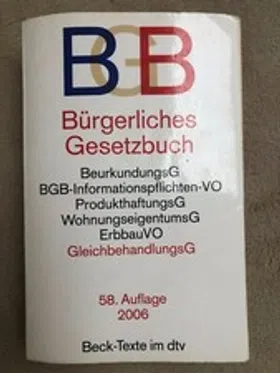 BGB
Bürgerliches
Gesetzbuch
BeurkundungsG
BGB-Informationspflichten-VO
ProdukthaftungsG
WohnungseigentumsG
ErbbauVO
GleichbehandlungsG
58. Auflage
2006
Beck-Texte im dtv